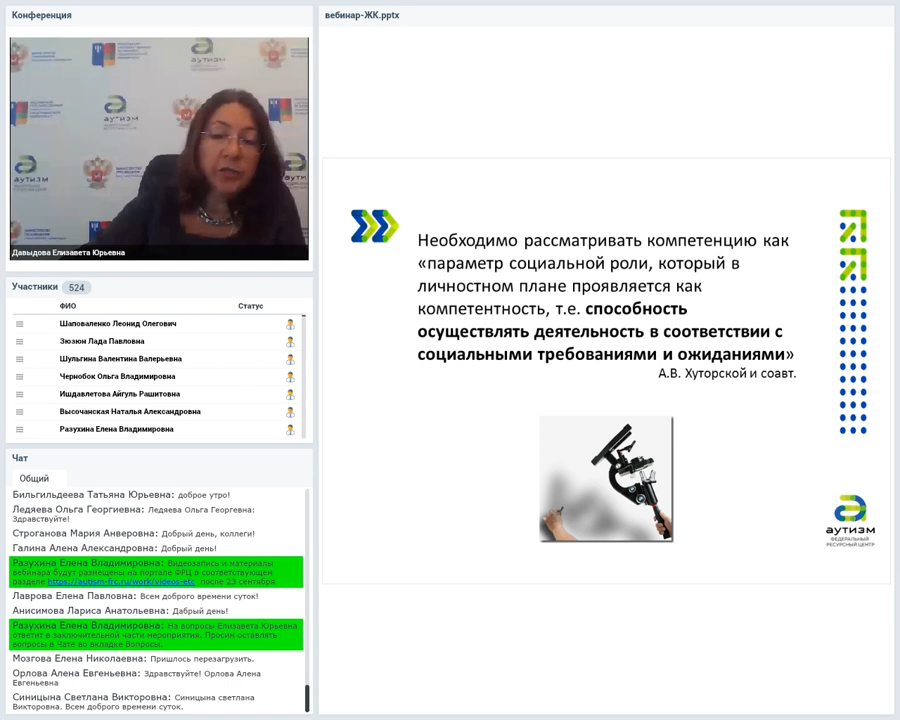 Конференция
аутизм
аутизм
Давыдова Елизавета Юрьевна
Участники 524
ФИО Статус
Шаповаленко Леонид Олегович
Зюзюн Лада Павловна
Шульгина Валентина Валерьевна
Чернобок Ольга Владимировна
Ишдавлетова Айгуль Рашитовна
Высочанская Наталья Александровна
Разухина Елена Владимировна
Чат
Общий
Бильгильдеева Татьяна Юрьевна: доброе утро!
Ледяева Ольга Георгиевна: Ледяева Ольга Георгевна:
Здравствуйте!
Строганова Мария Анверовна: Добрый день, коллеги!
Галина Алена Александровна: Добрый день!
Разухина Елена Владимировна: Видеозапись и материалы
вебинара будут размещены на портале ФРЦ в соответствующем
разделе https://autism-frc.ru/work/videos-etc после 23 сентября
Лаврова Елена Павловна: Всем доброго времени суток!
Анисимова Лариса Анатольевна: Дабрый день!
Разухина Елена Владимировна: На вопросы Елизавета Юрьевна
ответит в заключительной части мероприятия. Просим оставлять
вопросы в Чате во вкладке Вопросы.
Мозгова Елена Николаевна: Пришлось перезагрузить.
Орлова Алена Евгеньевна: Здравствуйте! Орлова Алена
Евгеньевна
Синицына Светлана Викторовна: Синицына светлана
Викторовна. Всем доброго времени суток.
вебинар-ЖК.pptx
Необходимо рассматривать компетенцию как
«параметр социальной роли, который в
личностном плане проявляется как
компетентность, т.е. способность
осуществлять деятельность в соответствии с
социальными требованиями и ожиданиями»
А.В. Хуторской и соавт.
аутизм
ФЕДЕРАЛЬНЫЙ
РЕСУРСНЫЙ ЦЕНТР